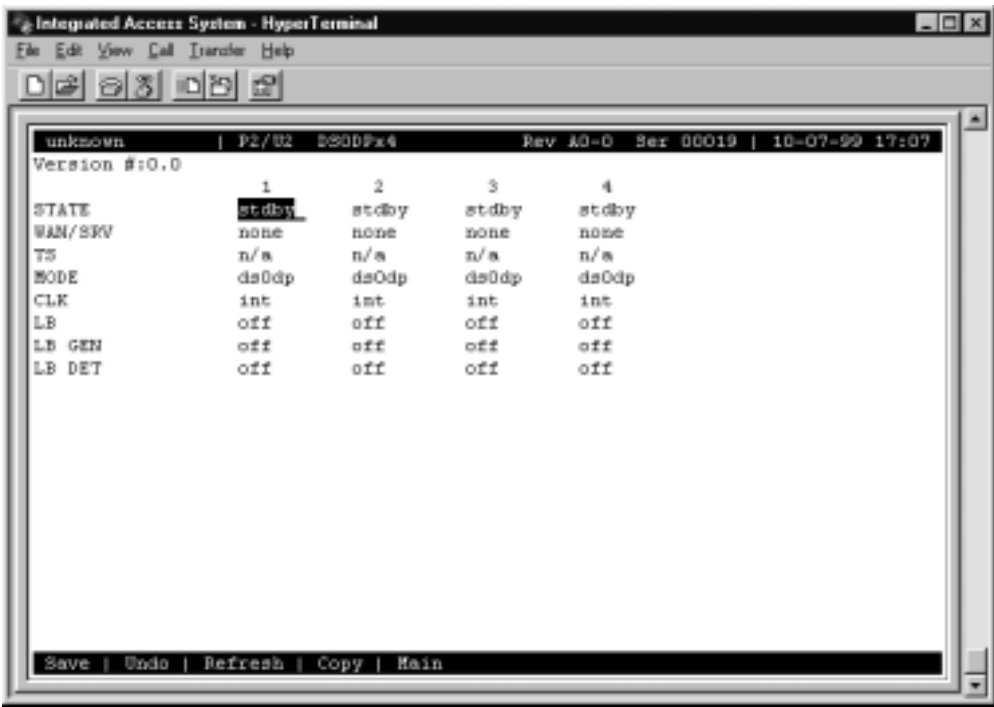 Integrated Access System - HyperTerminal
File Edit View Call Transfer Help
unknown | P2/U2 DS0DPx4 Rev A0-0 Ser 00019 | 10-07-99 17:07
Version #:0.0
1 2 3 4
STATE stdby stdby stdby stdby
WAN/SRV none none none none
TS n/a n/a n/a n/a
MODE ds0dp ds0dp ds0dp ds0dp
CLK int int int int
LB off off off off
LB GEN off off off off
LB DET off off off off
Save | Undo | Refresh | Copy | Main